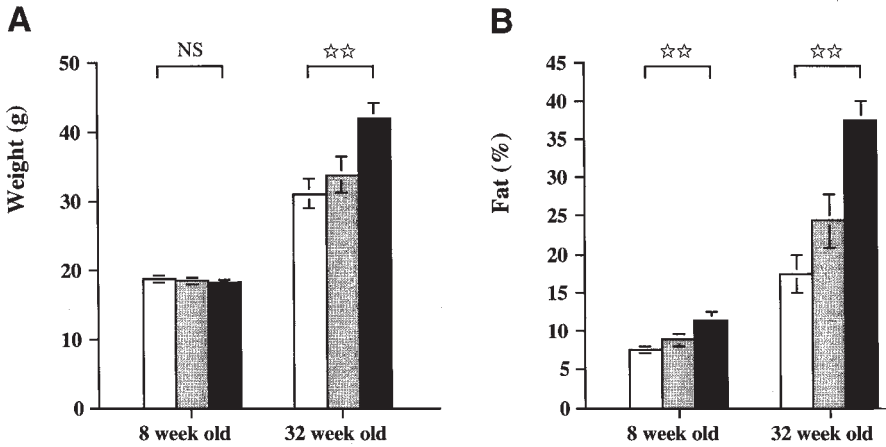 A
NS
☆☆
50
40
30
20
10
0
Weight (g)
8 week old
32 week old
B
☆☆
☆☆
45
40
35
30
25
20
15
10
5
0
Fat (%)
8 week old
32 week old